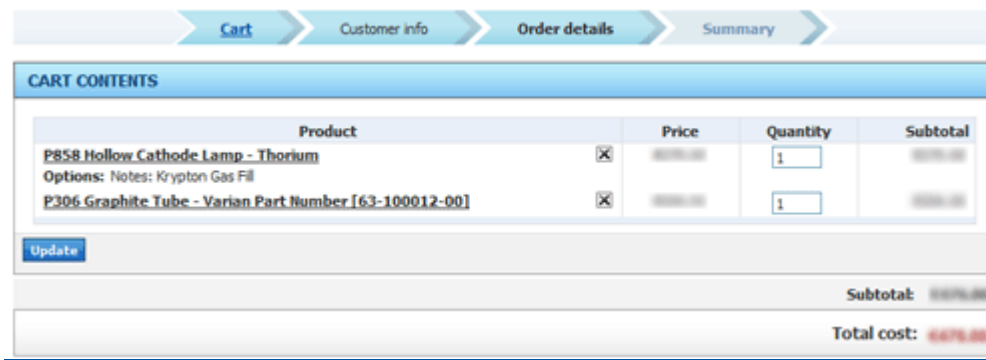 Cart Customer info Order details Summary
CART CONTENTS
Product Price Quantity Subtotal
P858 Hollow Cathode Lamp - Thorium 1
Options: Notes: Krypton Gas Fill
P306 Graphite Tube - Varian Part Number [63-100012-00] 1
Update
Subtotal:
Total cost: